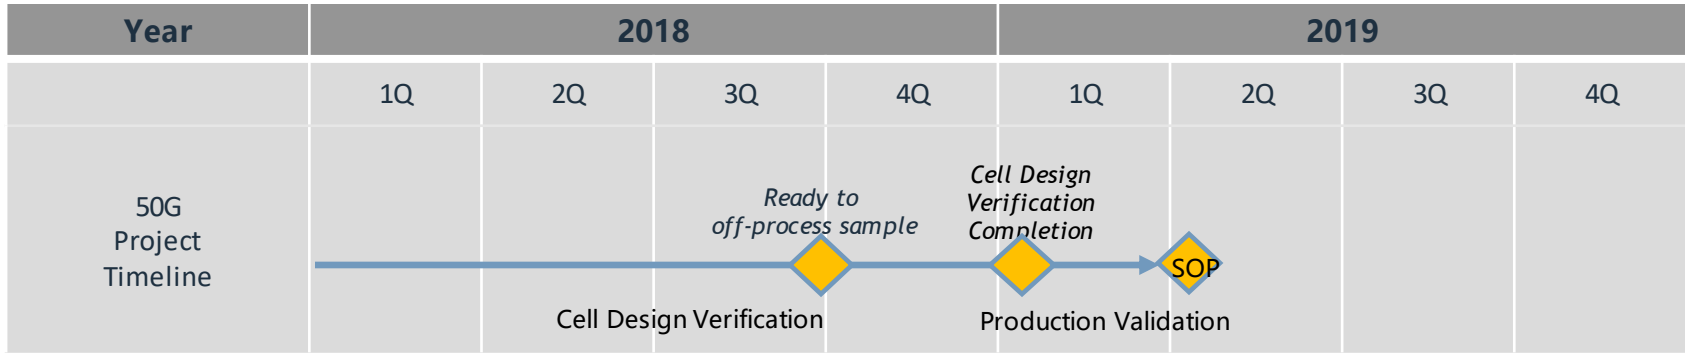 Year 2018 2019
1Q 2Q 3Q 4Q 1Q 2Q 3Q 4Q
50G
Project
Timeline
Ready to
off-process sample
Cell Design
Verification
Completion
SOP
Cell Design Verification
Production Validation